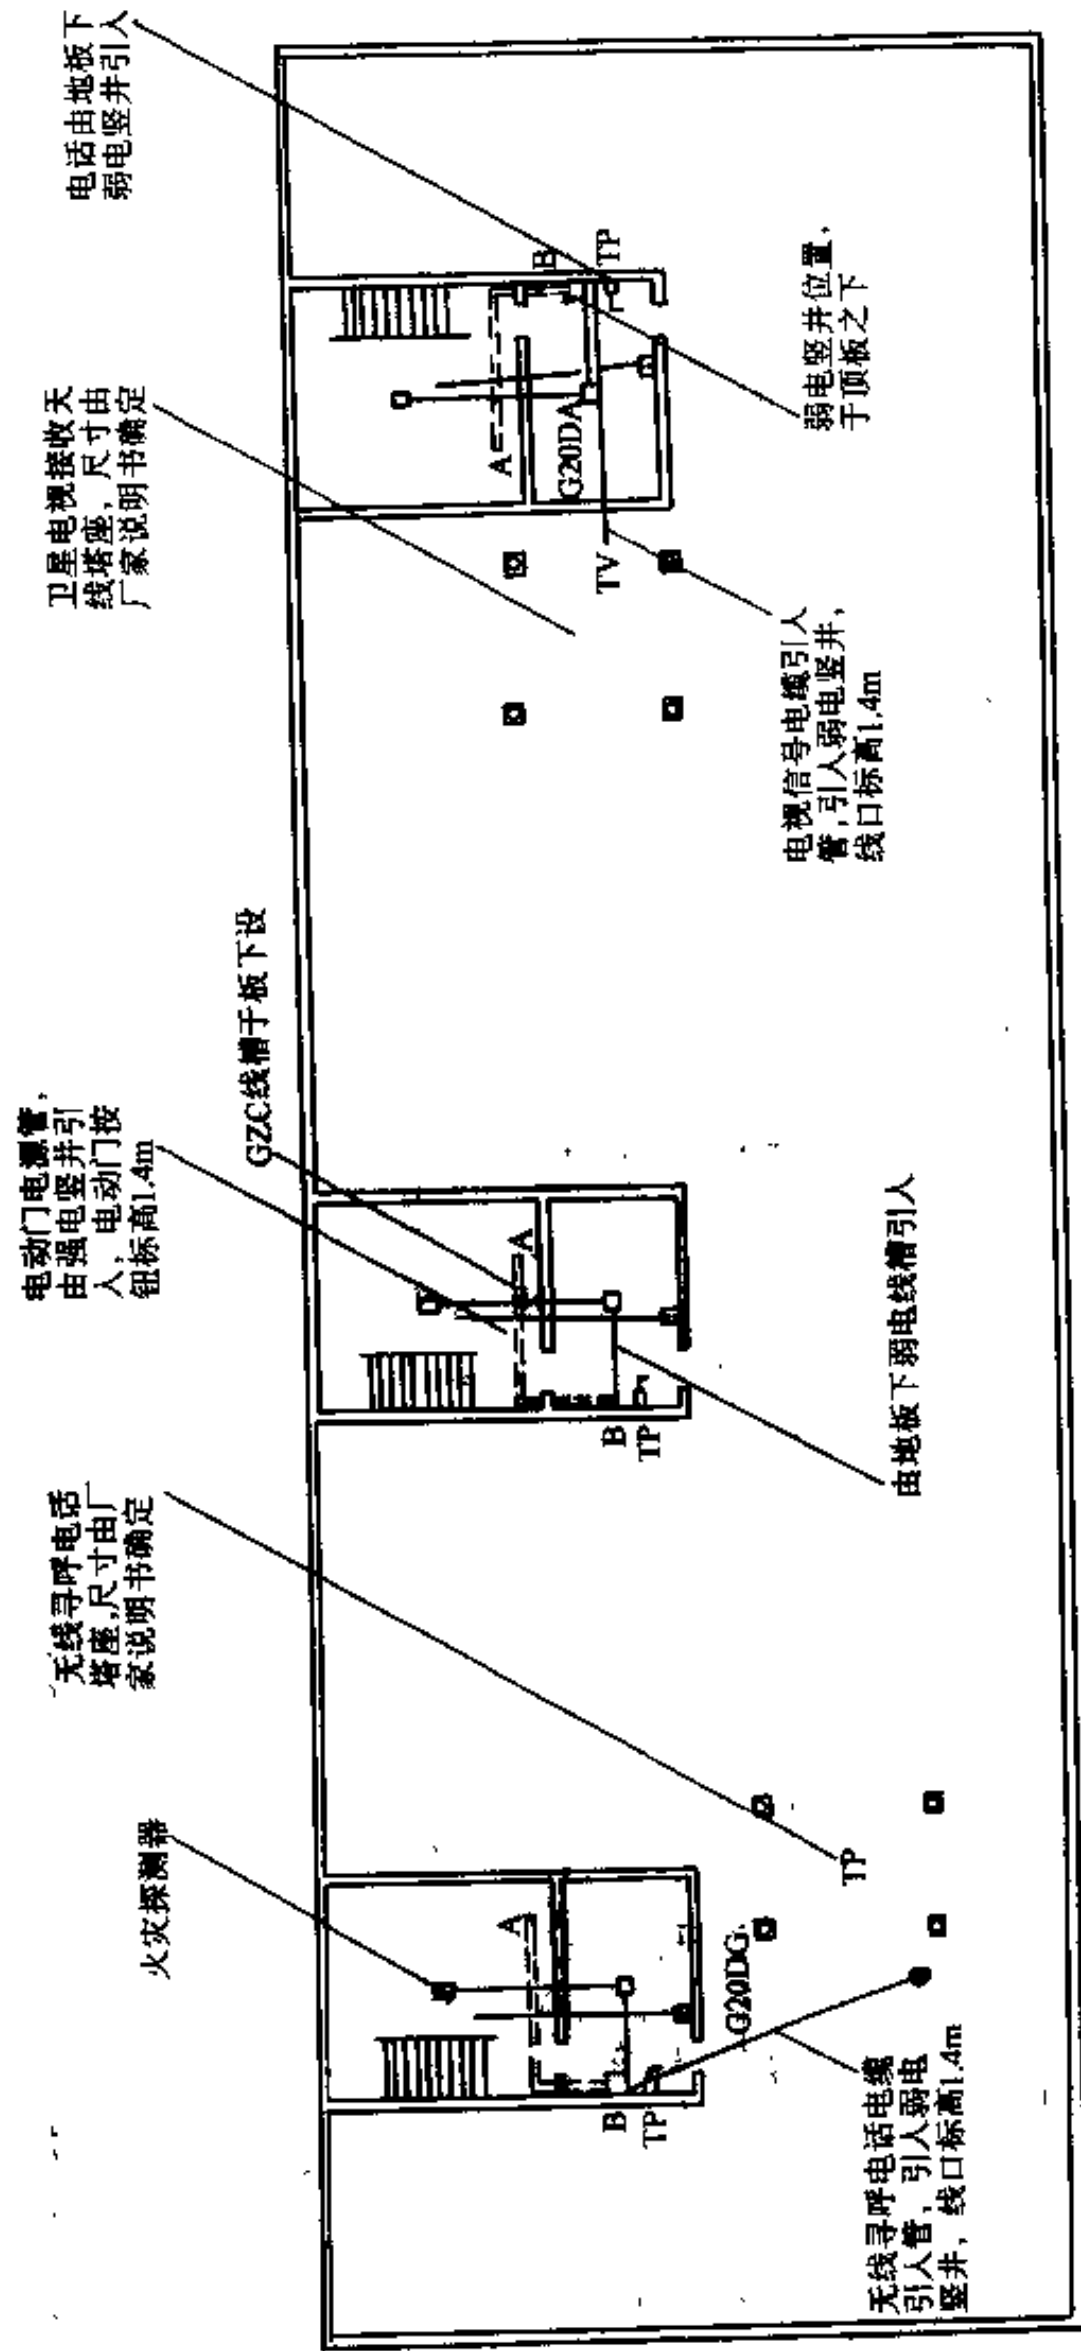 火灾探测器
无线寻呼电话
塔座,尺寸由厂
家说明书确定
电动门电源管,
由强电竖井引
人, 电动门按
钮标高1.4m
GZC线槽于板下设
卫星电视接收天
线塔座, 尺寸由
厂家说明书确定
电话由地板下
弱电竖井引人
A
B
TP
G20DG
TP
A
B
TP
A
G20DA
B
TP
TV
无线寻呼电话电缆
引人管, 引人弱电
竖井, 线口标高1.4m
由地板下弱电线槽引人
电视信号电缆引人
管,引人弱电竖井,
线口标高1.4m
弱电竖井位置,
于顶板之下